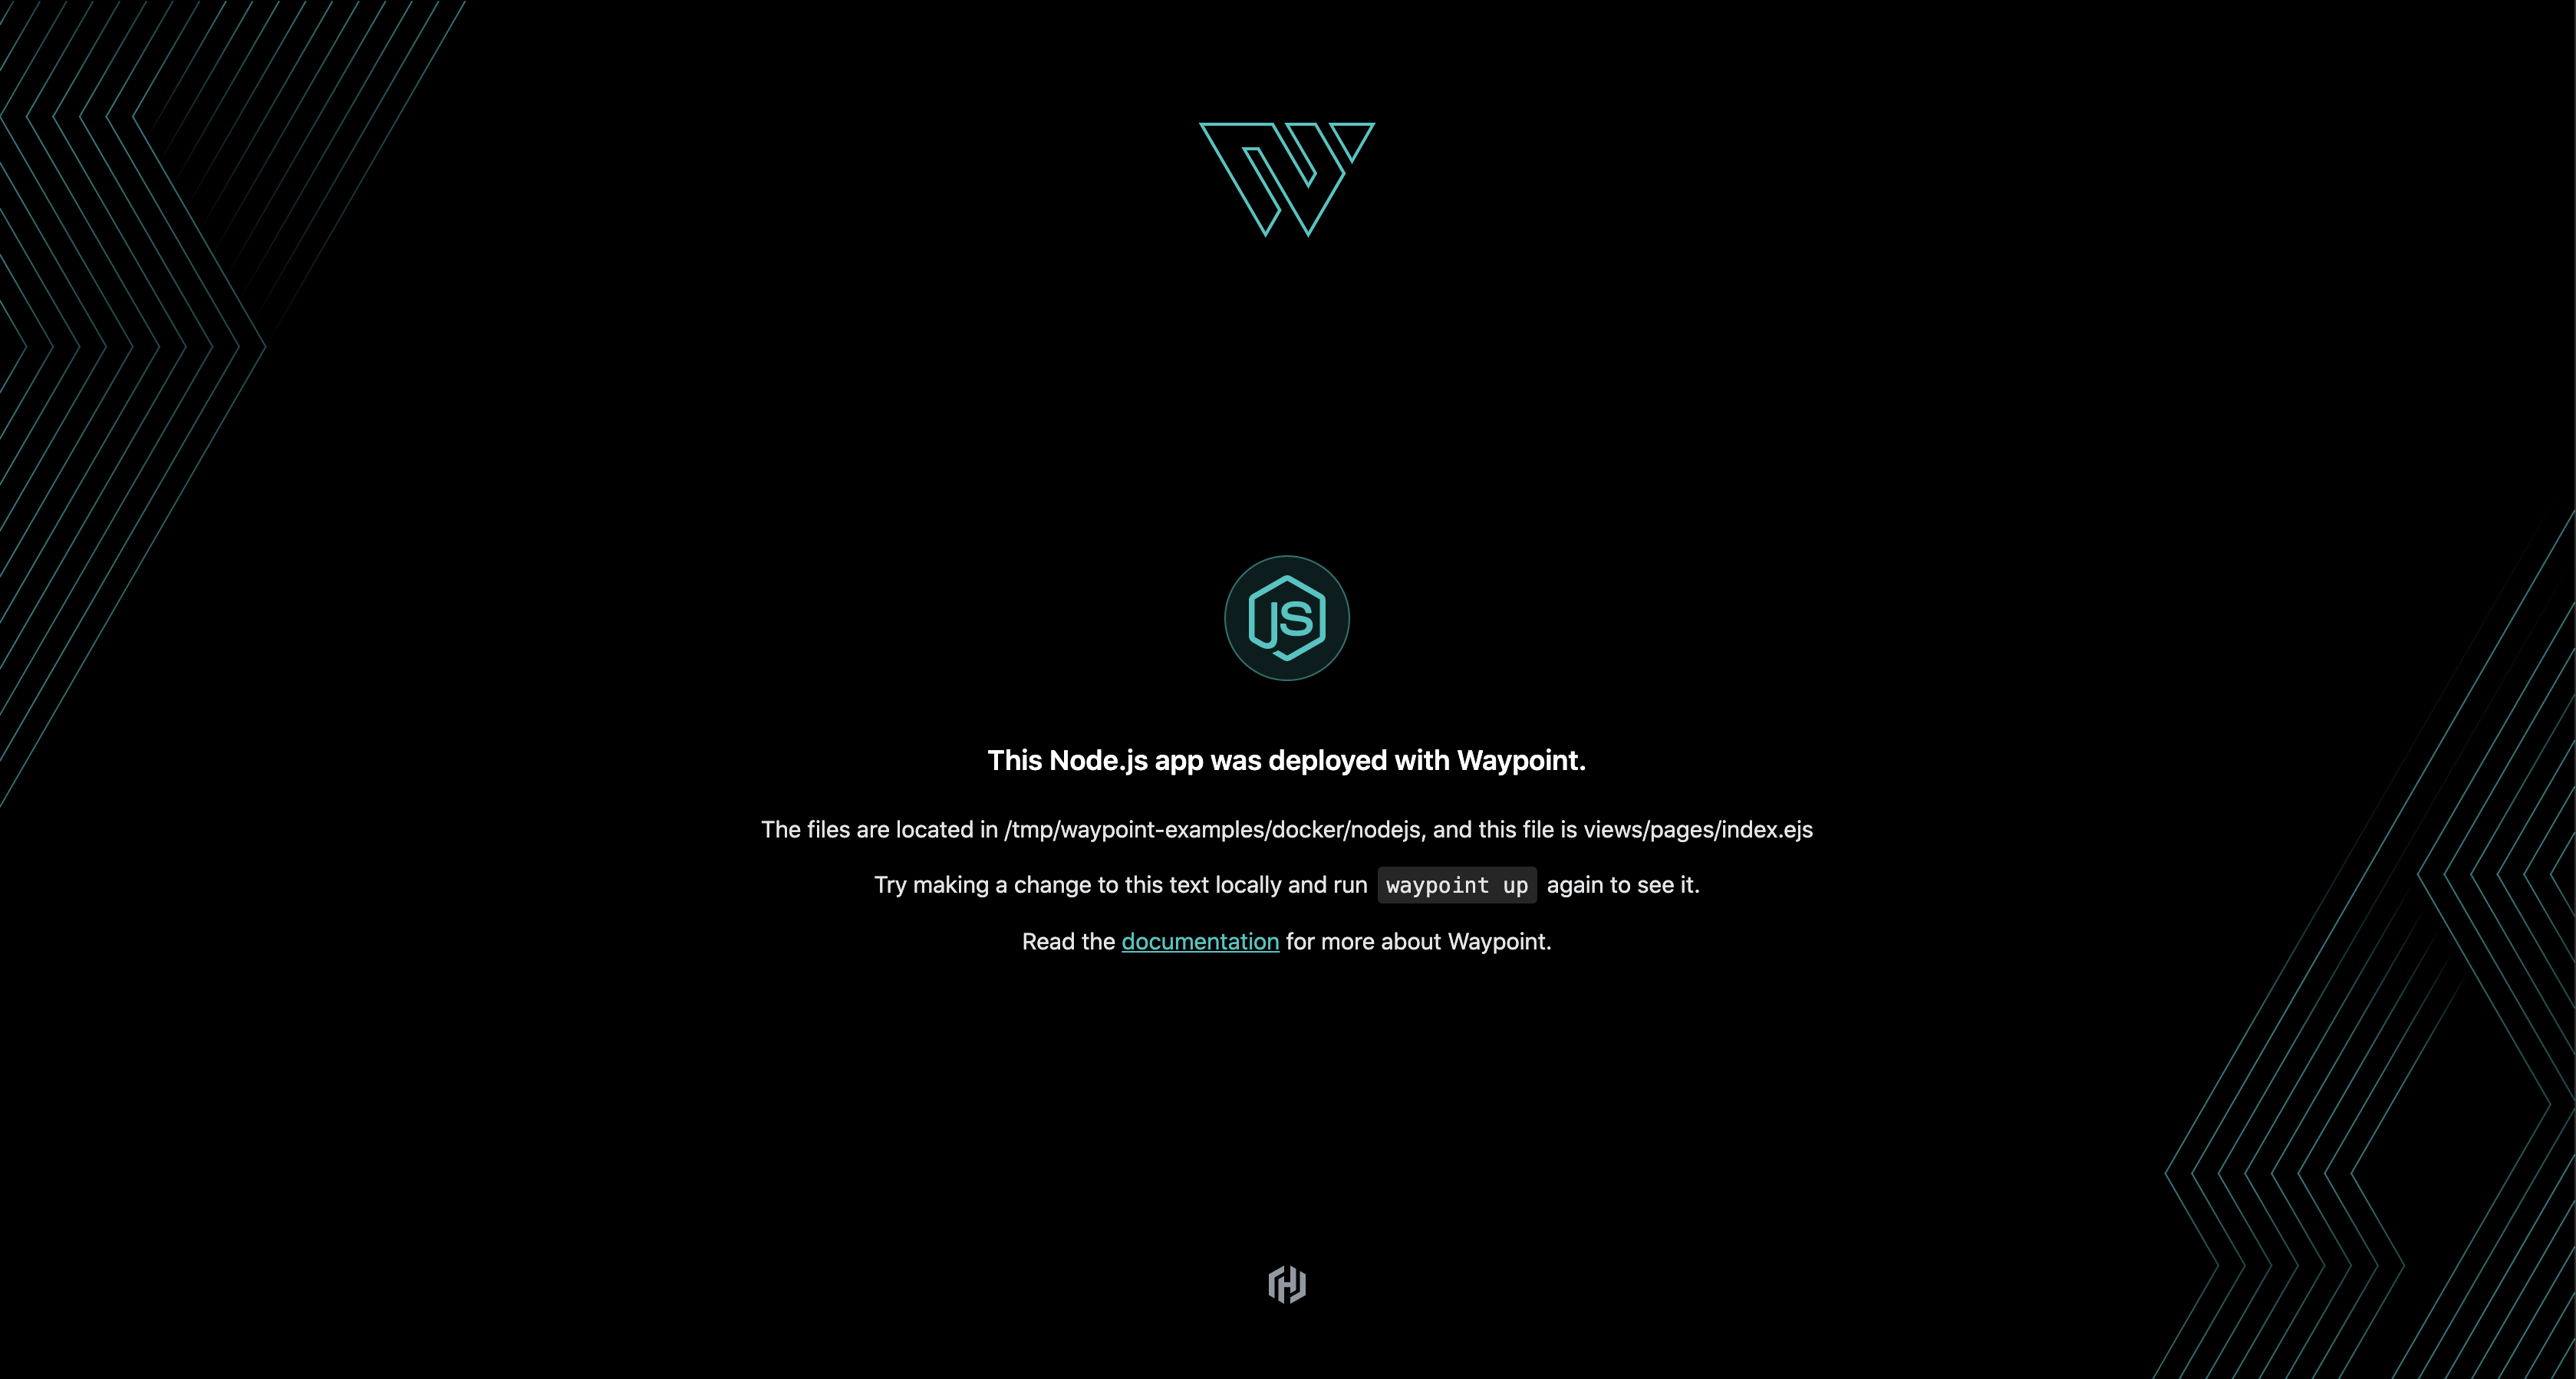 JS
This Node.js app was deployed with Waypoint.
The files are located in /tmp/waypoint-examples/docker/nodejs, and this file is views/pages/index.ejs
Try making a change to this text locally and run waypoint up again to see it.
Read the documentation for more about Waypoint.